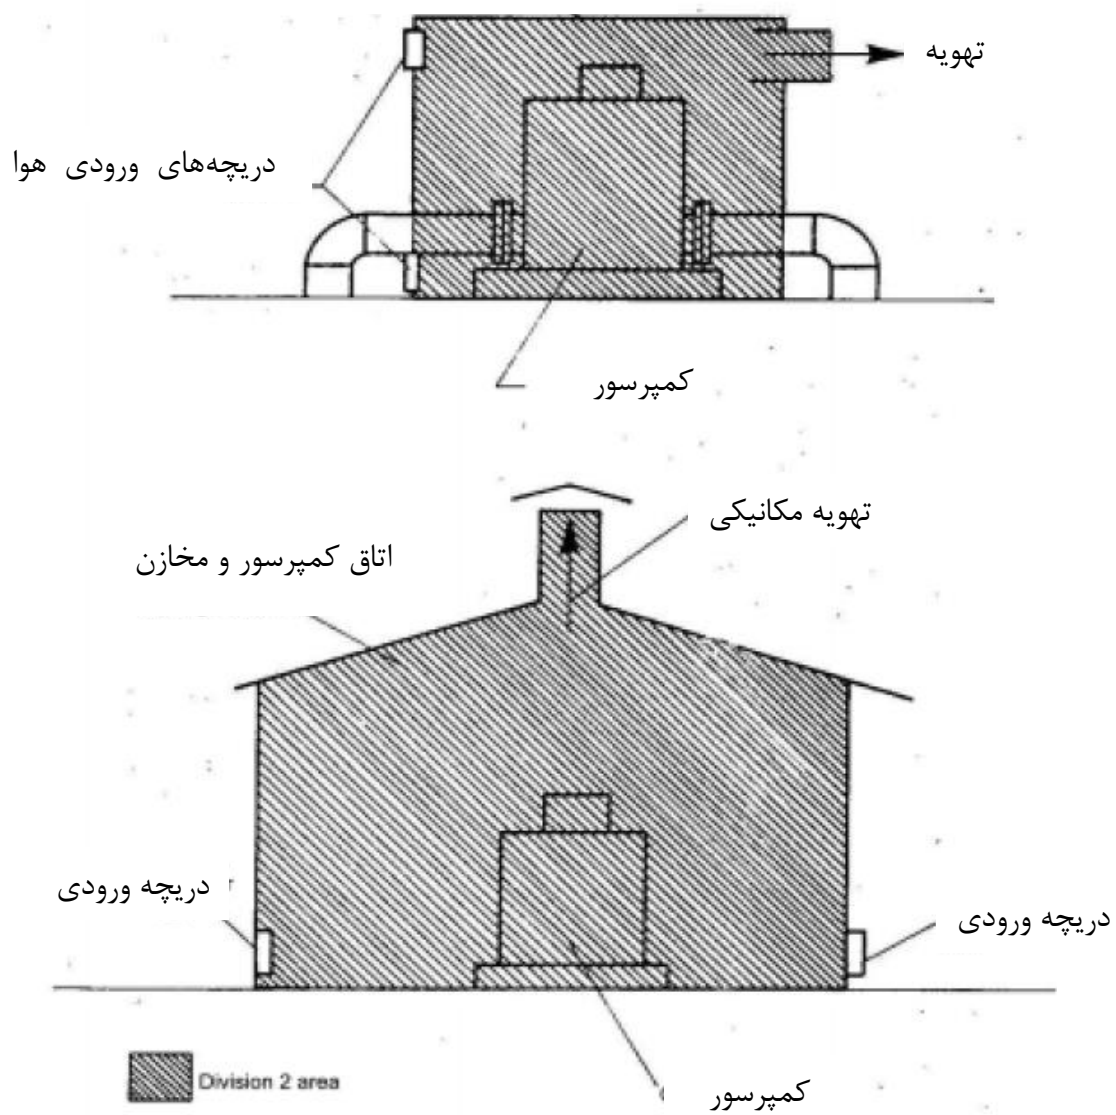 تهویه
دریچه‌های ورودی هوا
کمپرسور
تهویه مکانیکی
اتاق کمپرسور و مخازن
دریچه ورودی
دریچه ورودی
Division 2 area
کمپرسور